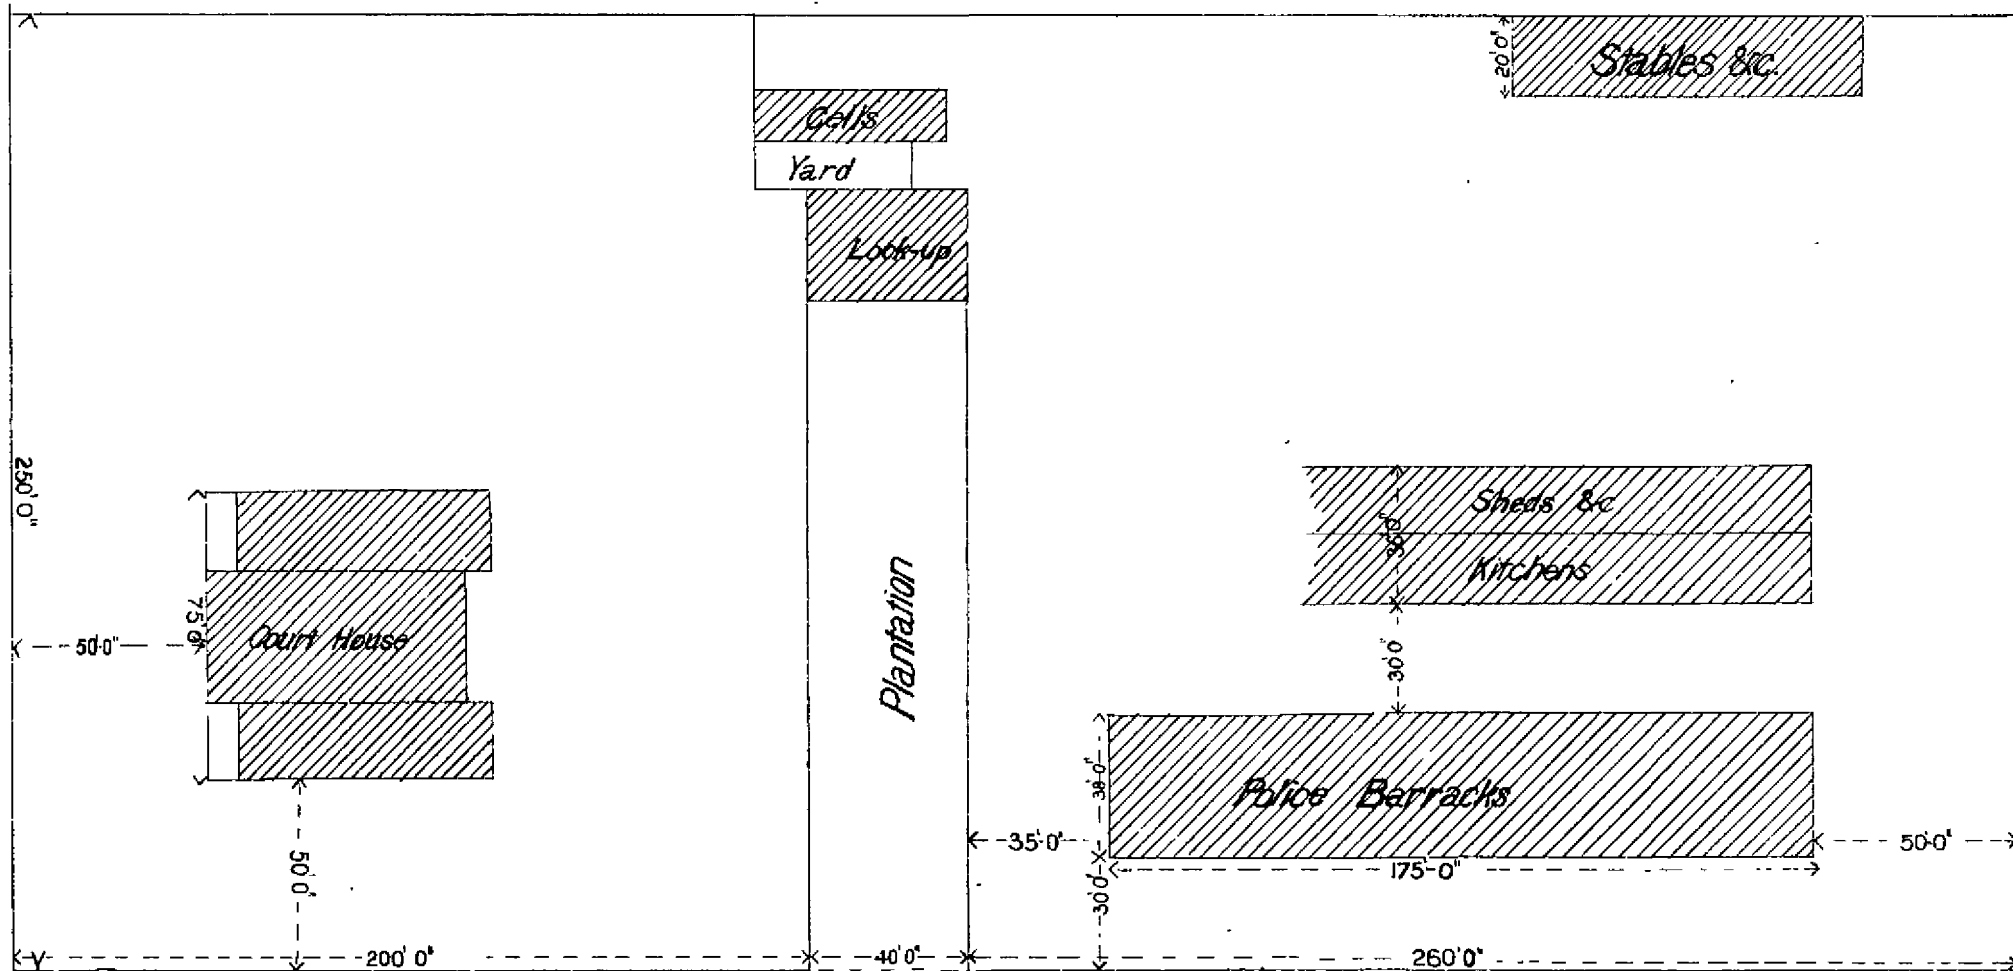 Stables &c.
20'0"
Cells
Yard
Lock-up
250'0"
Sheds &c
36'0"
Kitchens
75'0"
Court House
50'0"
Plantation
30'0"
38'0"
Police Barracks
35'0"
50'0"
175'-0"
50'0"
30'0"
200'0"
40'0"
260'0"